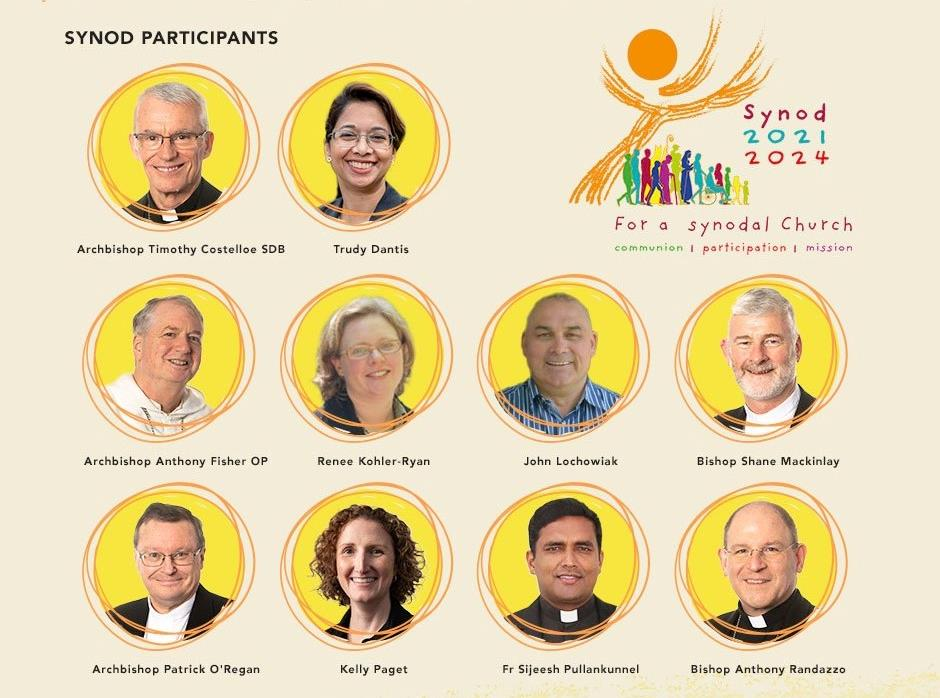 SYNOD PARTICIPANTS
Synod
2021
2024
For a synodal Church
communion | participation | mission
Archbishop Timothy Costelloe SDB
Trudy Dantis
Archbishop Anthony Fisher OP
Renee Kohler-Ryan
John Lochowiak
Bishop Shane Mackinlay
Archbishop Patrick O'Regan
Kelly Paget
Fr Sijeesh Pullankunnel
Bishop Anthony Randazzo